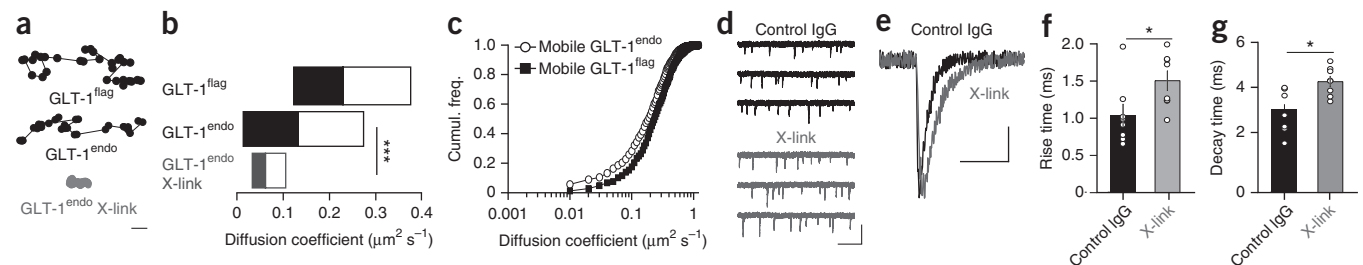 a
GLT-1flag
GLT-1endo
GLT-1endo X-link
b
GLT-1flag
GLT-1endo
GLT-1endo
X-link
***
0 0.1 0.2 0.3 0.4
Diffusion coefficient (μm² s⁻¹)
c
Mobile GLT-1endo
Mobile GLT-1flag
Cumul. freq.
1.0
0.8
0.6
0.4
0.2
0
0.001 0.01 0.1 1
Diffusion coefficient (μm² s⁻¹)
d
Control IgG
X-link
e
Control IgG
X-link
f
*
Rise time (ms)
2.0
1.5
1.0
0.5
0
Control IgG
X-link
g
*
Decay time (ms)
6
4
2
0
Control IgG
X-link